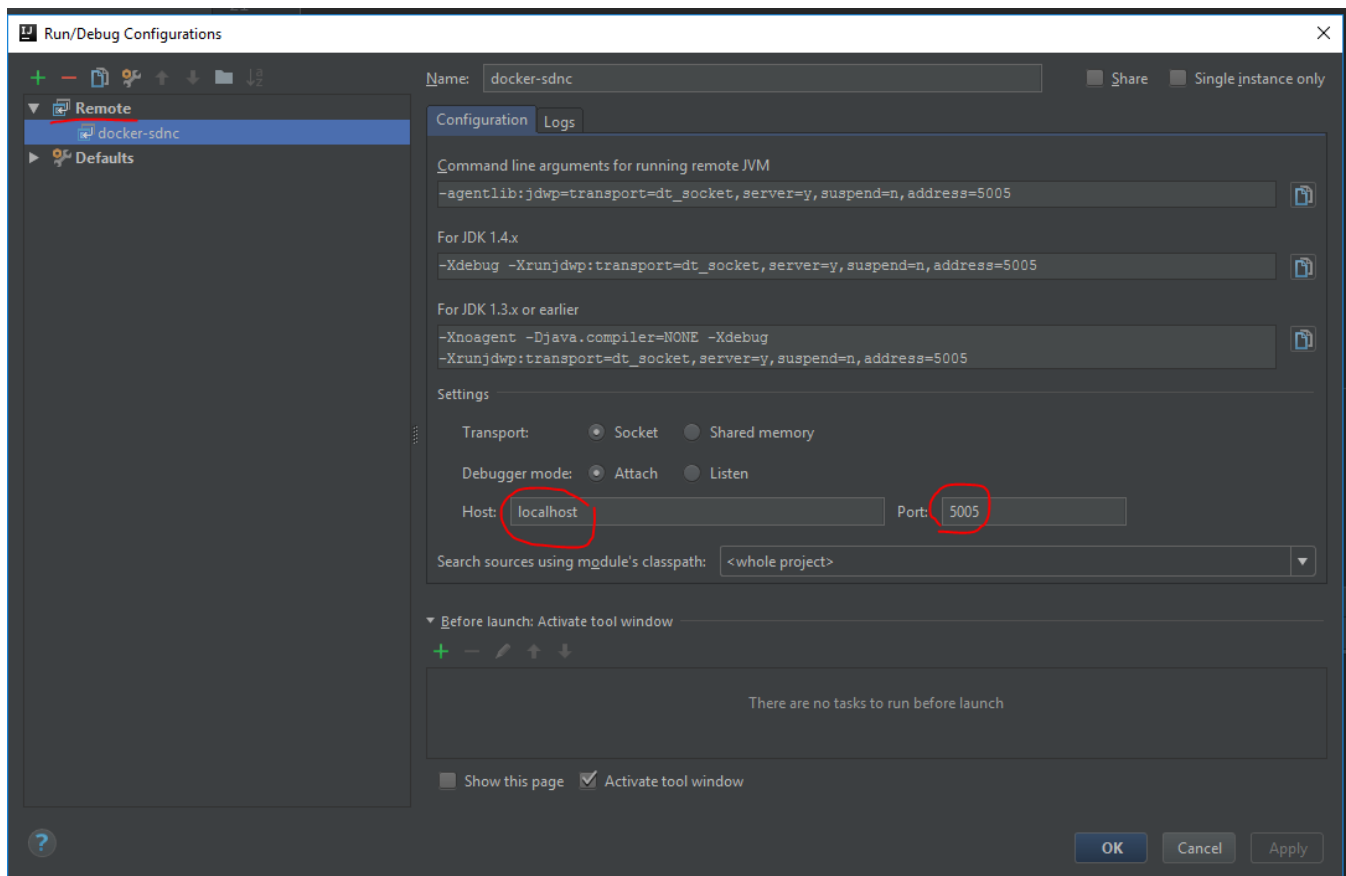 Run/Debug Configurations
Name: docker-sdnc Share Single instance only
Remote
docker-sdnc
Defaults
Configuration Logs
Command line arguments for running remote JVM
-agentlib:jdwp=transport=dt_socket,server=y,suspend=n,address=5005
For JDK 1.4.x
-Xdebug -Xrunjdwp:transport=dt_socket,server=y,suspend=n,address=5005
For JDK 1.3.x or earlier
-Xnoagent -Djava.compiler=NONE -Xdebug
-Xrunjdwp:transport=dt_socket,server=y,suspend=n,address=5005
Settings
Transport: Socket Shared memory
Debugger mode: Attach Listen
Host: localhost Port: 5005
Search sources using module's classpath: <whole project>
Before launch: Activate tool window
There are no tasks to run before launch
Show this page Activate tool window
? OK Cancel Apply